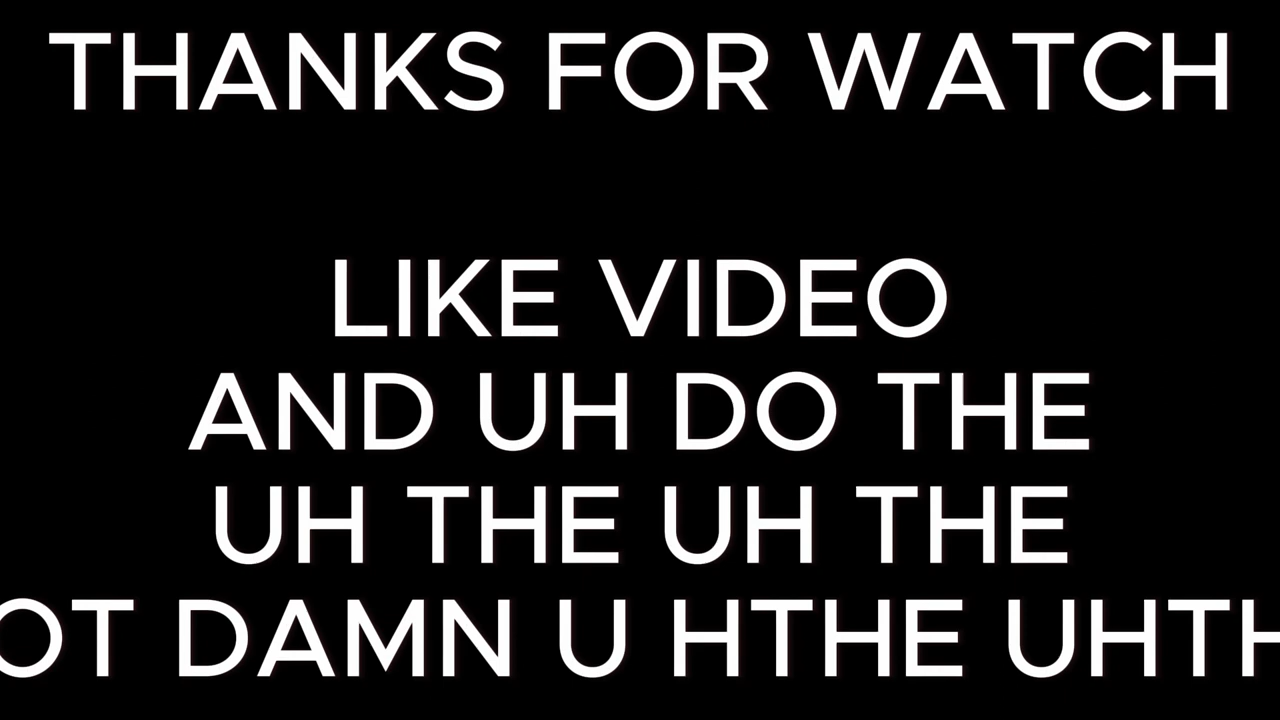 THANKS FOR WATCH
LIKE VIDEO
AND UH DO THE
UH THE UH THE
OT DAMN U HTHE UHTH